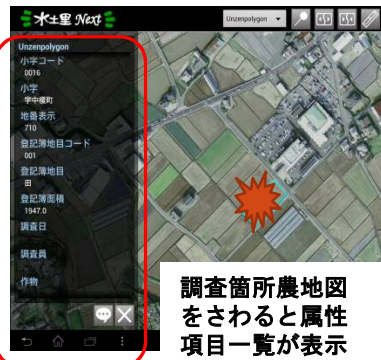 水土里 Next
Unzenpolygon
Unzenpolygon
小字コード
0016
小字
字中榎町
地番表示
710
登記簿地目コード
001
登記簿地目
田
登記簿面積
1947.0
調査日
調査員
作物
調査箇所農地図
をさわると属性
項目一覧が表示